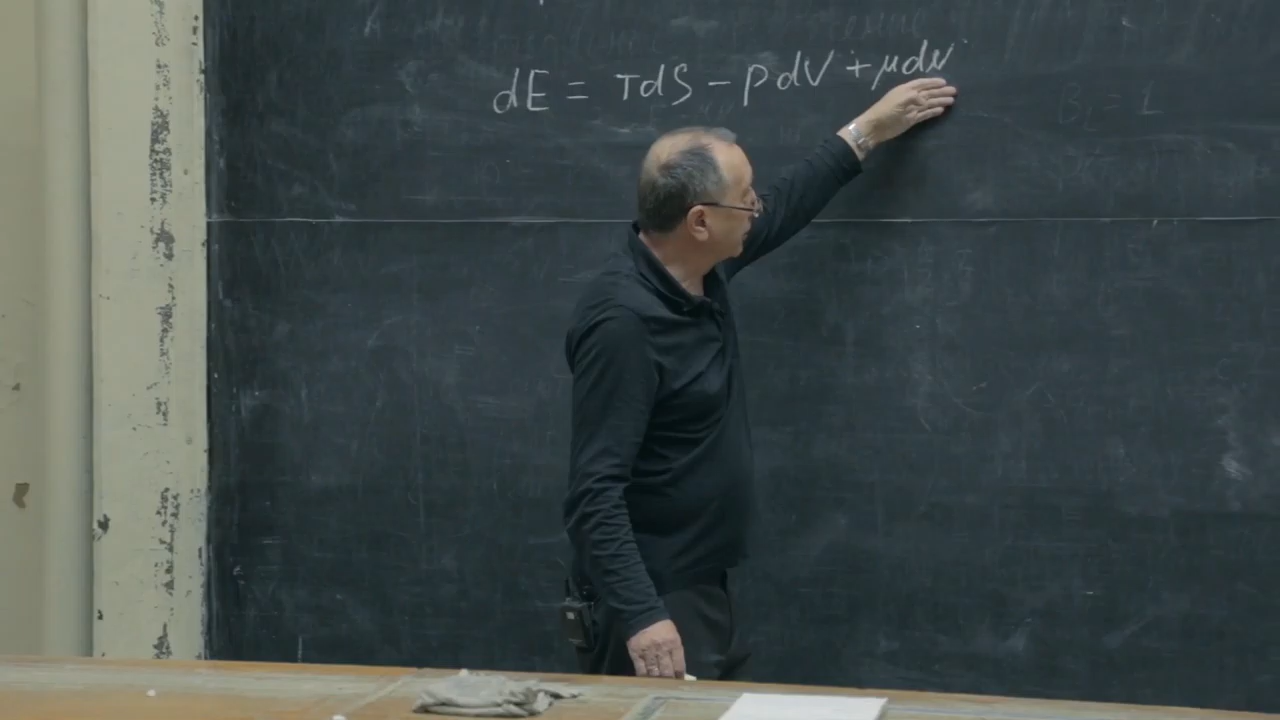 dE = TdS - PdV + μdN